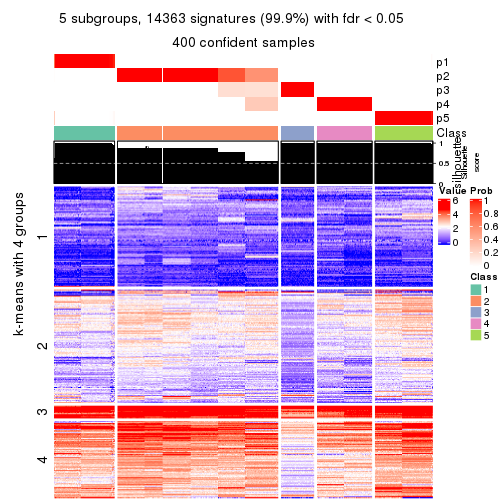 5 subgroups, 14363 signatures (99.9%) with fdr < 0.05
400 confident samples
p1
p2
p3
p4
p5
Class
1
0.5
0
silhouette
Silhouette
score
k-means with 4 groups
1
2
3
4
Value
6
4
2
0
Prob
1
0.8
0.6
0.4
0.2
0
Class
1
2
3
4
5